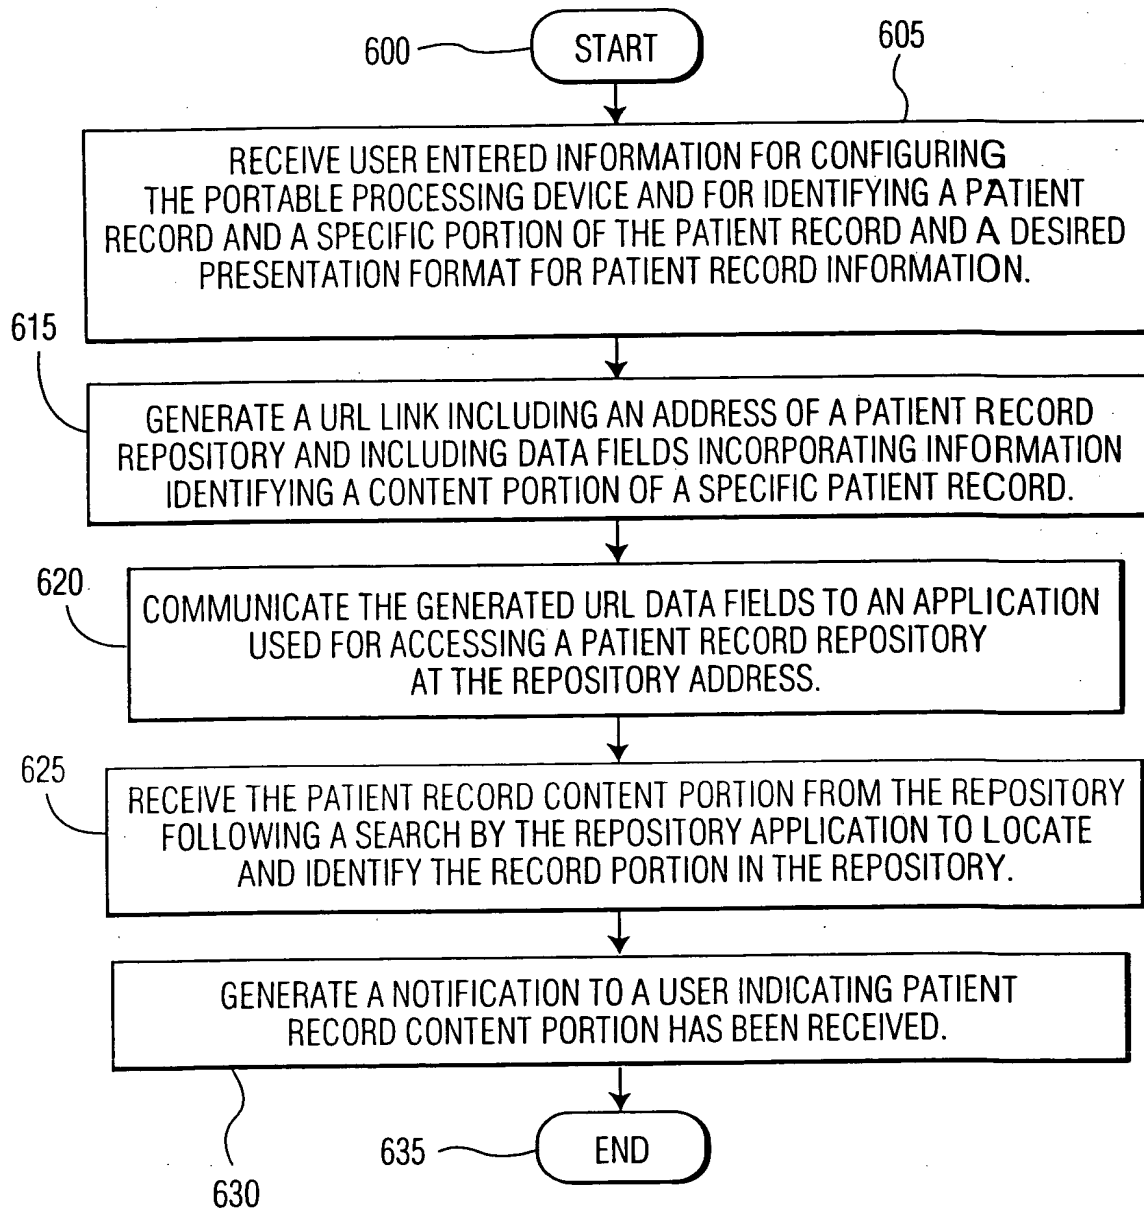 600
START
605
RECEIVE USER ENTERED INFORMATION FOR CONFIGURING
THE PORTABLE PROCESSING DEVICE AND FOR IDENTIFYING A PATIENT
RECORD AND A SPECIFIC PORTION OF THE PATIENT RECORD AND A DESIRED
PRESENTATION FORMAT FOR PATIENT RECORD INFORMATION.
615
GENERATE A URL LINK INCLUDING AN ADDRESS OF A PATIENT RECORD
REPOSITORY AND INCLUDING DATA FIELDS INCORPORATING INFORMATION
IDENTIFYING A CONTENT PORTION OF A SPECIFIC PATIENT RECORD.
620
COMMUNICATE THE GENERATED URL DATA FIELDS TO AN APPLICATION
USED FOR ACCESSING A PATIENT RECORD REPOSITORY
AT THE REPOSITORY ADDRESS.
625
RECEIVE THE PATIENT RECORD CONTENT PORTION FROM THE REPOSITORY
FOLLOWING A SEARCH BY THE REPOSITORY APPLICATION TO LOCATE
AND IDENTIFY THE RECORD PORTION IN THE REPOSITORY.
GENERATE A NOTIFICATION TO A USER INDICATING PATIENT
RECORD CONTENT PORTION HAS BEEN RECEIVED.
630
635
END